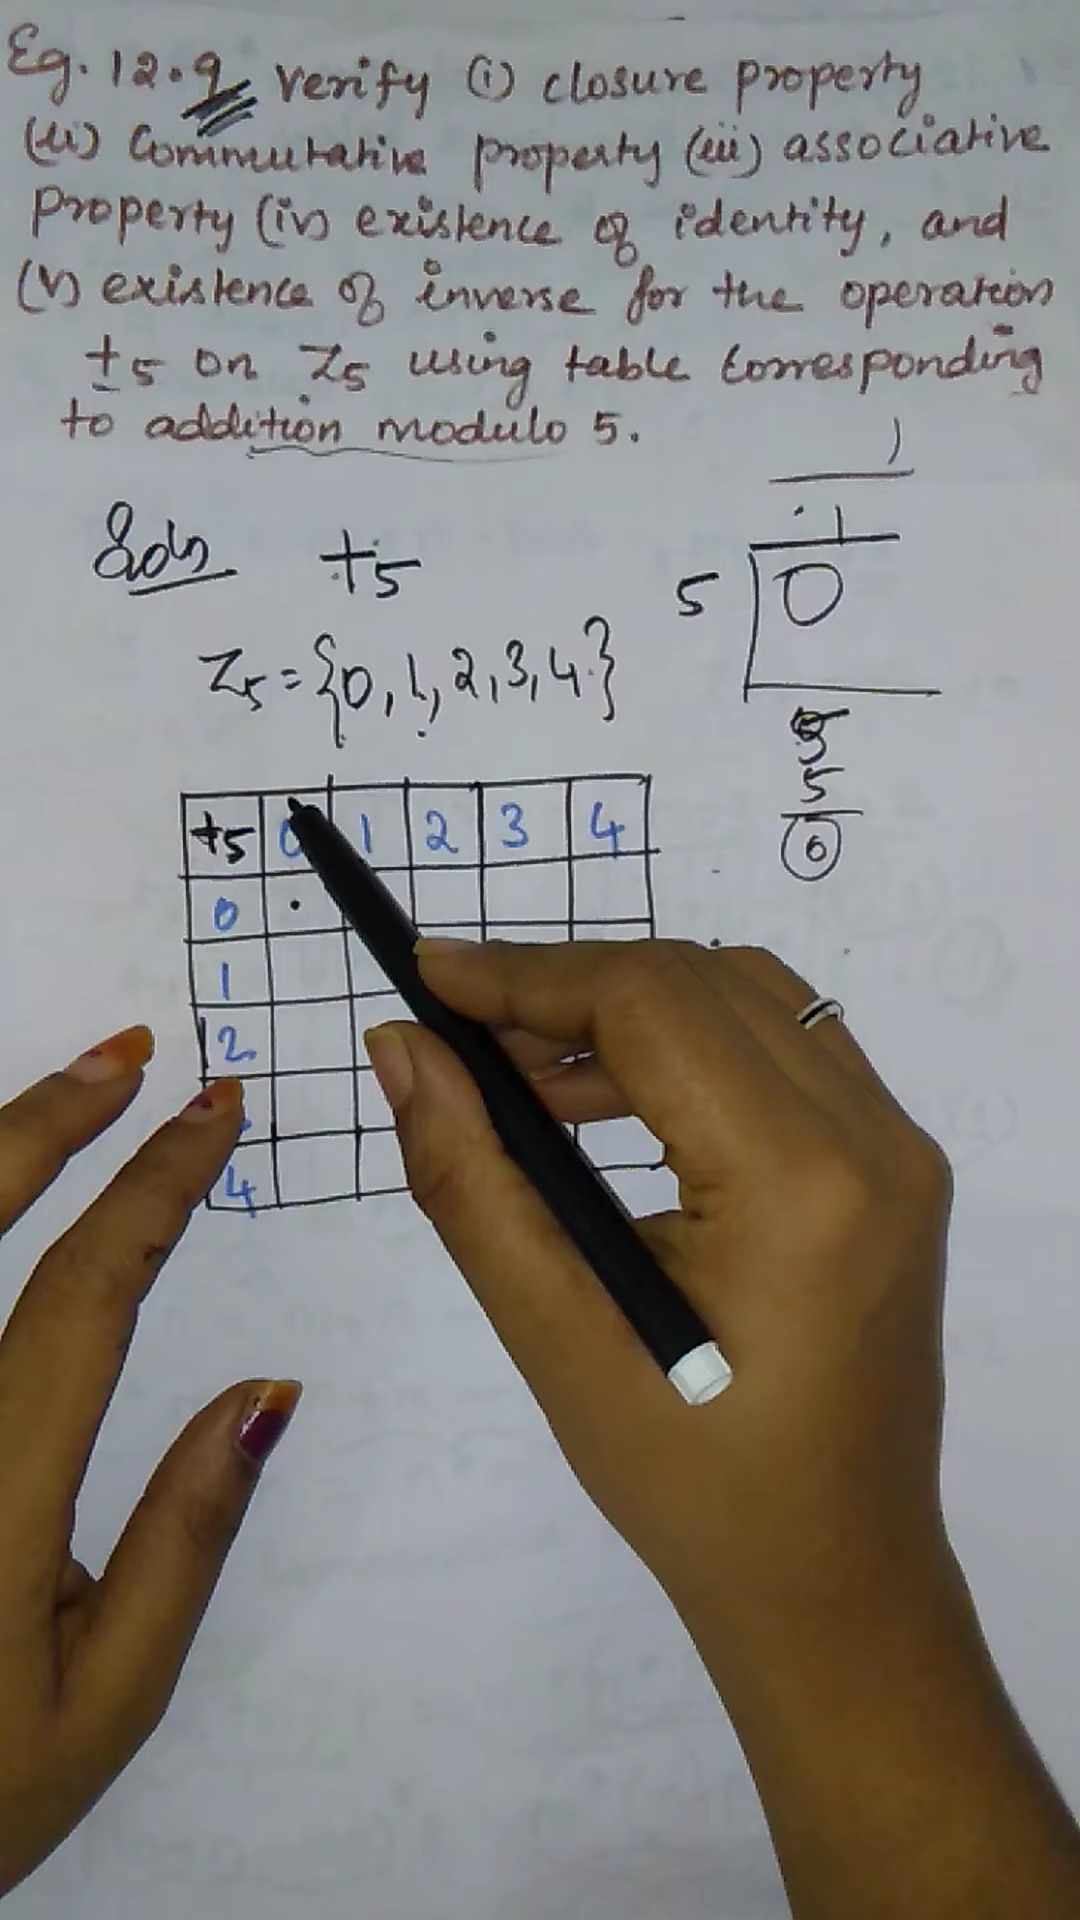 Eg. 12.9 verify (i) closure property
(ii) Commutative property (iii) associative
Property (iv) existence of identity, and
(v) existence of inverse for the operation
+5 on Z5 using table corresponding
to addition modulo 5.
Soln +5
Z5 = {0, 1, 2, 3, 4}
5 0
5
0
+5 0 1 2 3 4
0
1
2
4